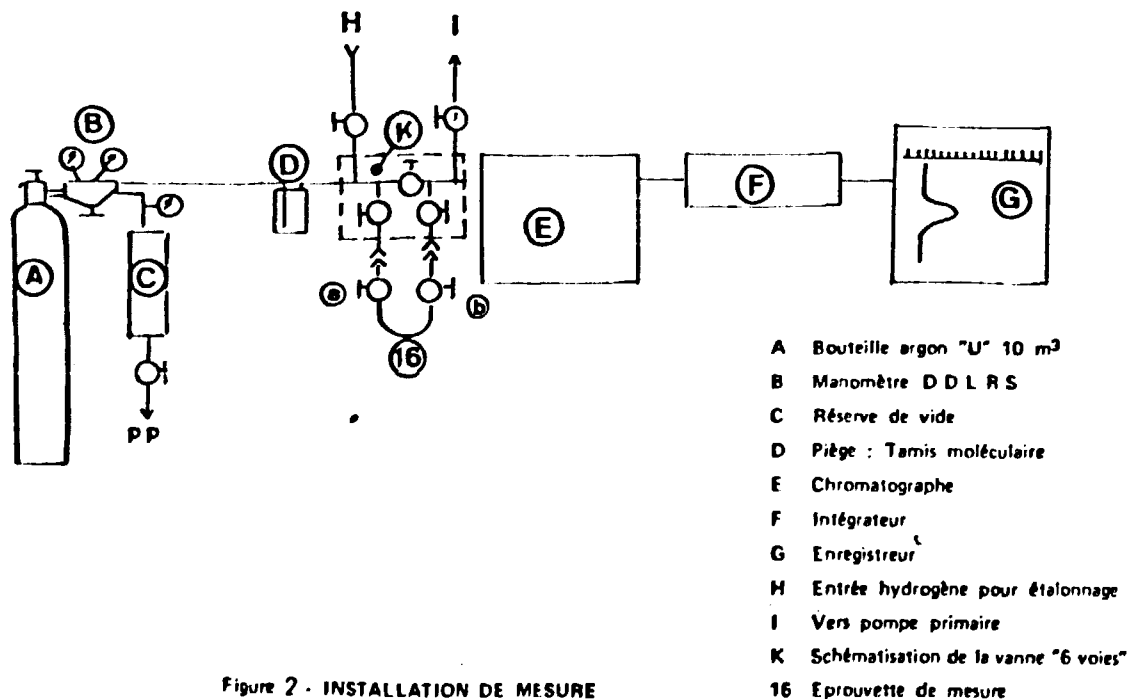 H I
B
K
D
A
C
E
F
G
a
b
16
PP
A Bouteille argon "U" 10 m³
B Manomètre D D L R S
C Réserve de vide
D Piège : Tamis moléculaire
E Chromatographe
F Intégrateur
G Enregistreur
H Entrée hydrogène pour étalonnage
I Vers pompe primaire
K Schématisation de la vanne "6 voies"
16 Eprouvette de mesure
Figure 2 - INSTALLATION DE MESURE